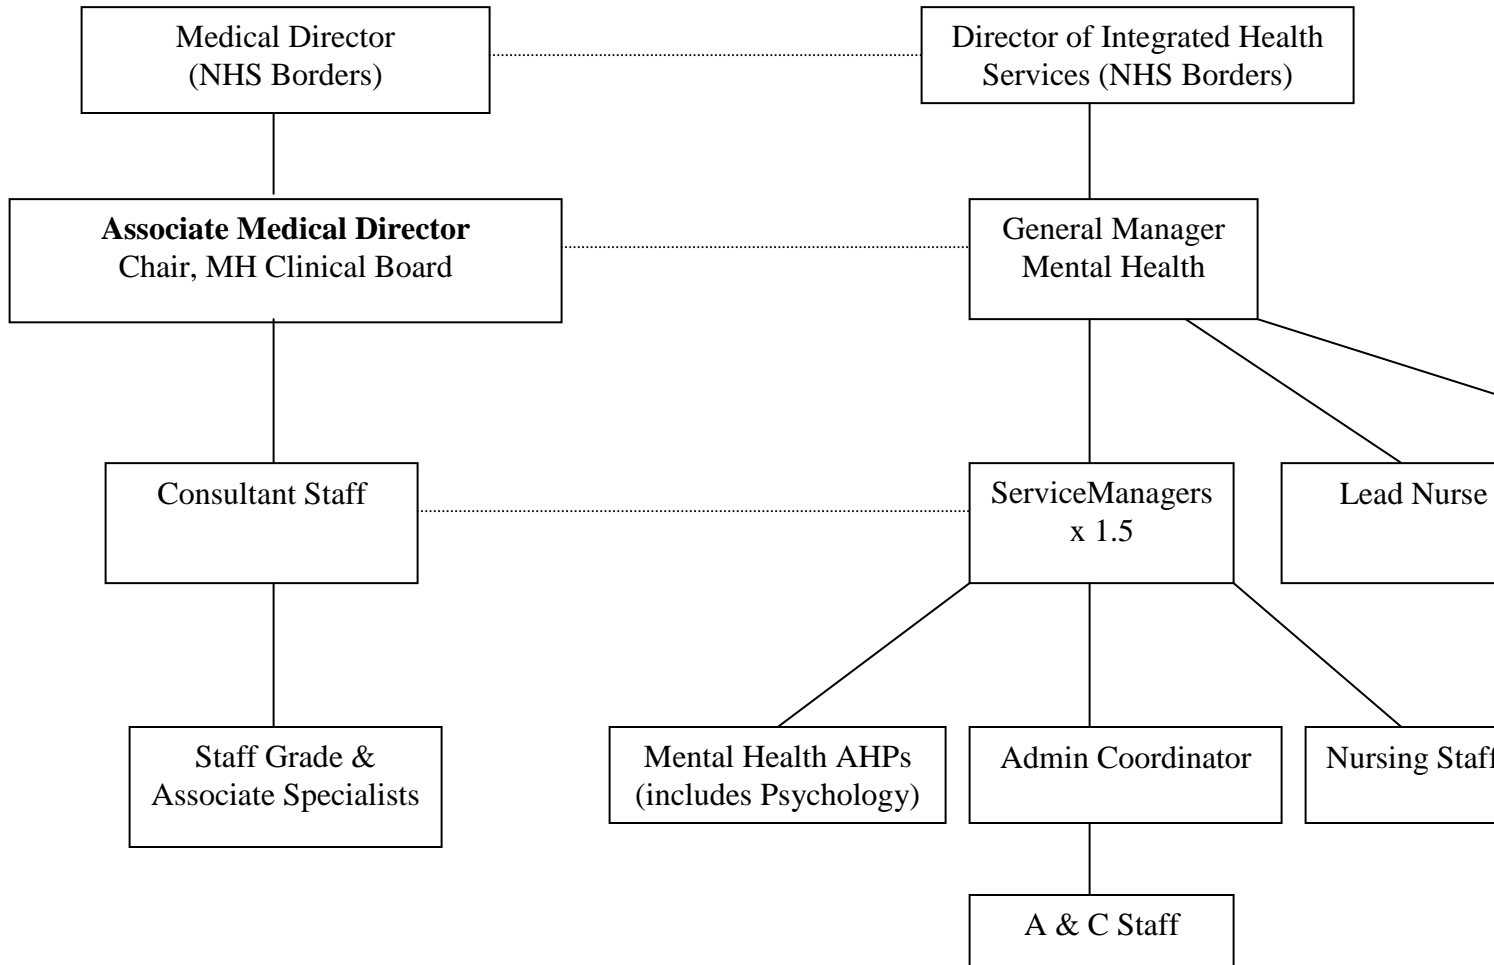 Medical Director
(NHS Borders)
Director of Integrated Health
Services (NHS Borders)
Associate Medical Director
Chair, MH Clinical Board
General Manager
Mental Health
Consultant Staff
ServiceManagers
x 1.5
Lead Nurse
Staff Grade &
Associate Specialists
Mental Health AHPs
(includes Psychology)
Admin Coordinator
Nursing Staff
A & C Staff